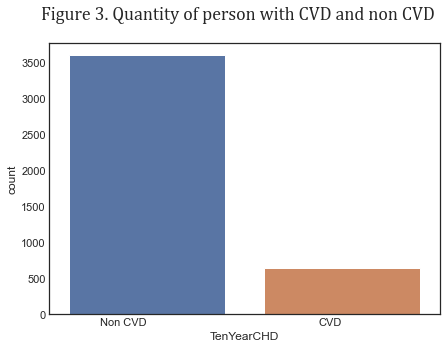 Figure 3. Quantity of person with CVD and non CVD
3500
3000
2500
2000
1500
1000
500
0
count
Non CVD
CVD
TenYearCHD